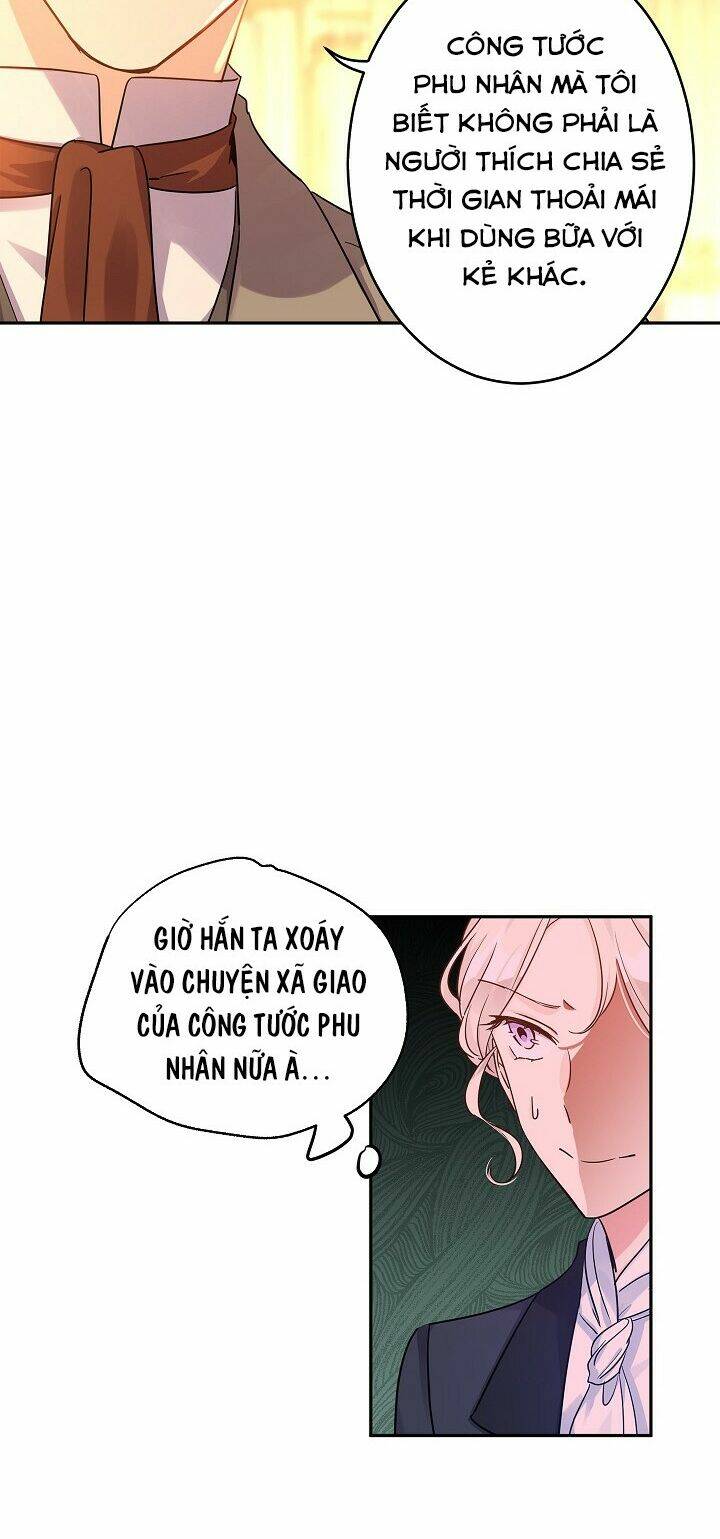 CÔNG TƯỚC
PHU NHÂN MÀ TÔI
BIẾT KHÔNG PHẢI LÀ
NGƯỜI THÍCH CHIA SẺ
THỜI GIAN THOẢI MÁI
KHI DÙNG BỮA VỚI
KẺ KHÁC.
GIỜ HẮN TA XOÁY
VÀO CHUYỆN XÃ GIAO
CỦA CÔNG TƯỚC PHU
NHÂN NỮA À...